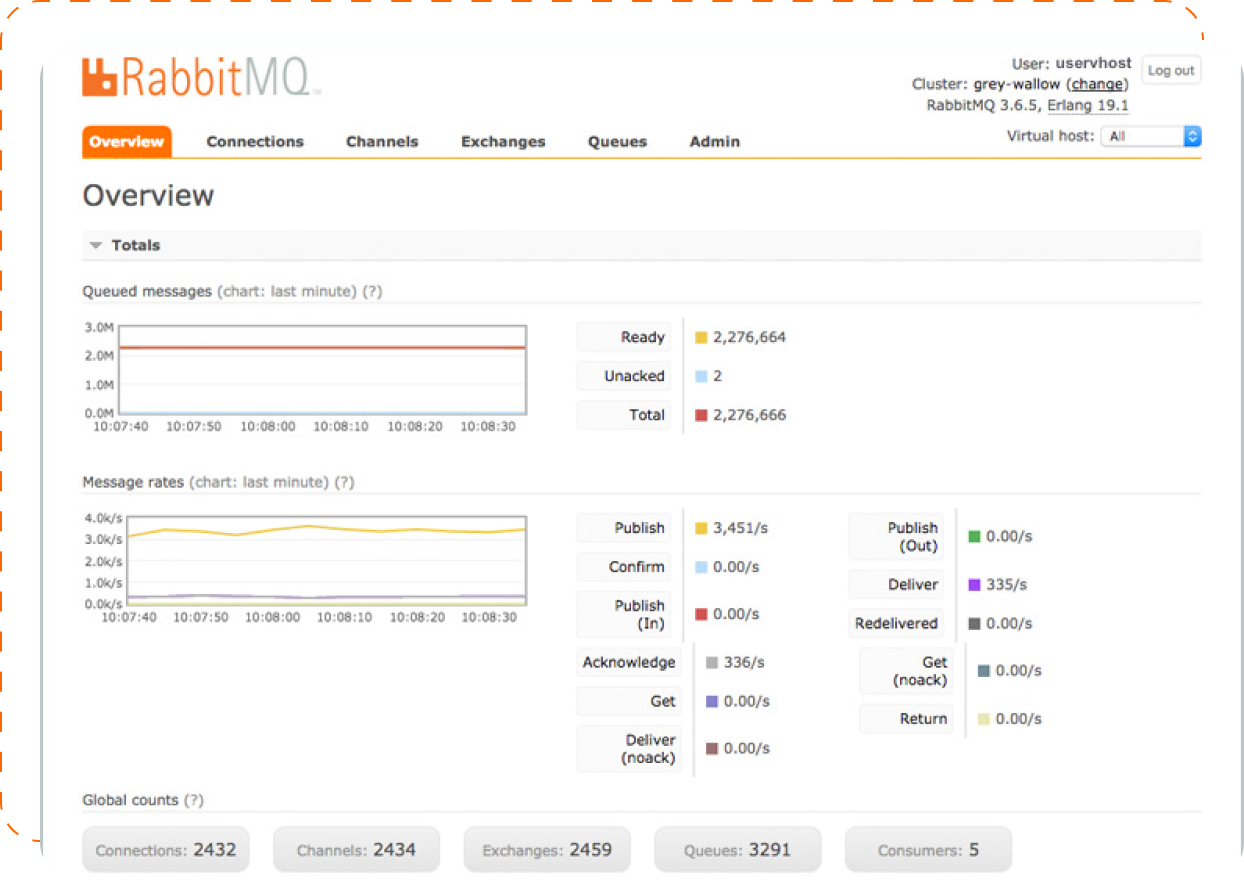 RabbitMQ™
User: uservhost
Log out
Cluster: grey-wallow (change)
RabbitMQ 3.6.5, Erlang 19.1
Virtual host: All
Overview Connections Channels Exchanges Queues Admin
Overview
Totals
Queued messages (chart: last minute) (?)
3.0M
2.0M
1.0M
0.0M
10:07:40 10:07:50 10:08:00 10:08:10 10:08:20 10:08:30
Ready 2,276,664
Unacked 2
Total 2,276,666
Message rates (chart: last minute) (?)
4.0k/s
3.0k/s
2.0k/s
1.0k/s
0.0k/s
10:07:40 10:07:50 10:08:00 10:08:10 10:08:20 10:08:30
Publish 3,451/s
Confirm 0.00/s
Publish
(In) 0.00/s
Acknowledge 336/s
Get 0.00/s
Deliver
(noack) 0.00/s
Publish
(Out) 0.00/s
Deliver 335/s
Redelivered 0.00/s
Get
(noack) 0.00/s
Return 0.00/s
Global counts (?)
Connections: 2432 Channels: 2434 Exchanges: 2459 Queues: 3291 Consumers: 5